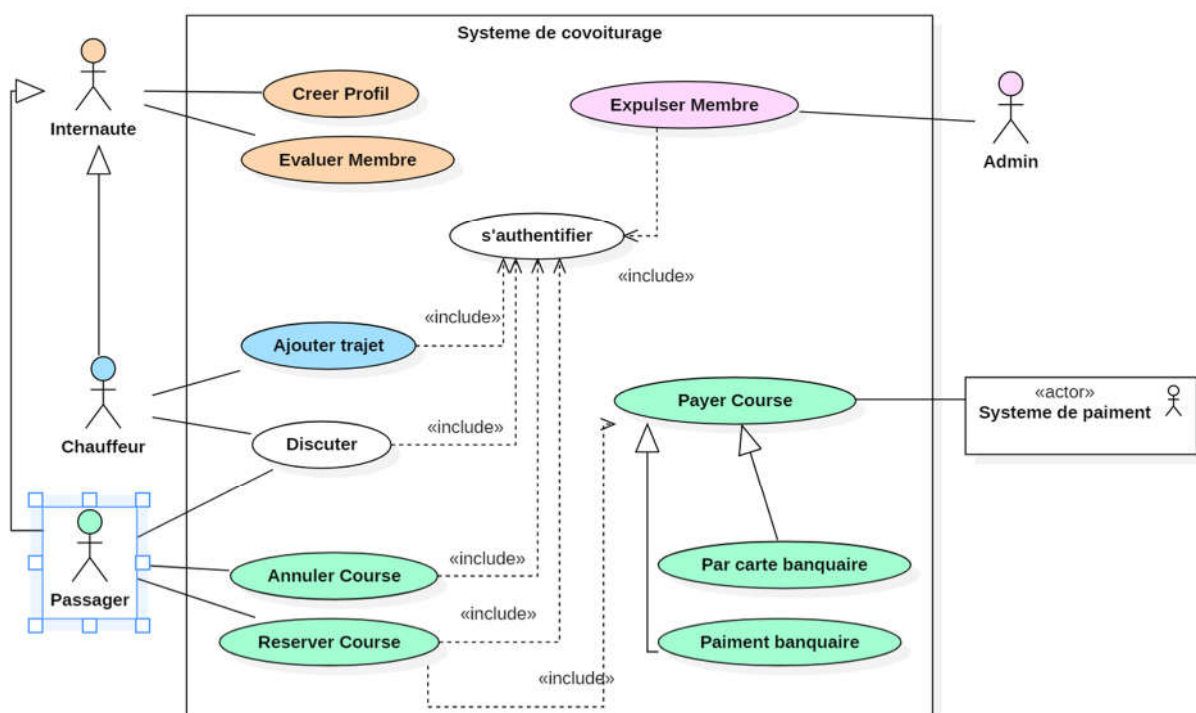 Systeme de covoiturage
Internaute
Creer Profil
Expulser Membre
Admin
Evaluer Membre
s'authentifier
«include»
«include»
Ajouter trajet
Chauffeur
Discuter
«include»
Payer Course
«actor»
Systeme de paiment
Passager
Annuler Course
«include»
Par carte banquaire
Reserver Course
«include»
Paiment banquaire
«include»